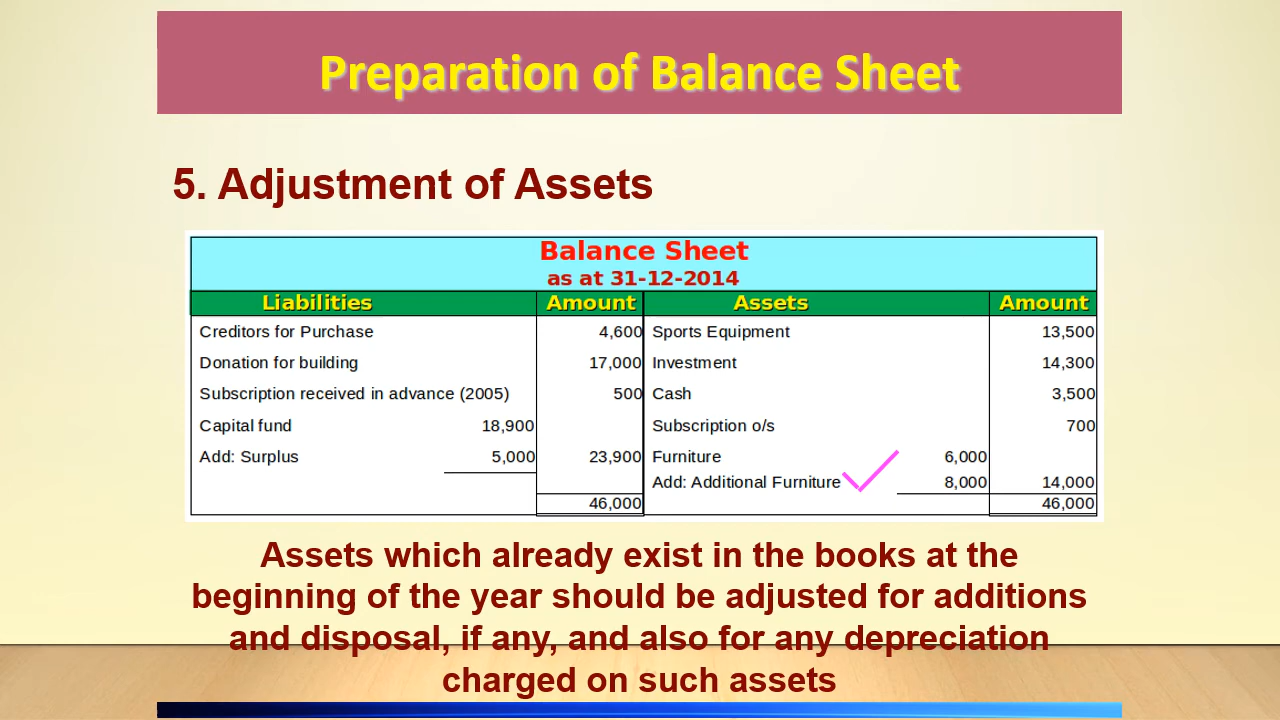 Preparation of Balance Sheet
5. Adjustment of Assets
Balance Sheet
as at 31-12-2014
Liabilities Amount Assets Amount
Creditors for Purchase 4,600 Sports Equipment 13,500
Donation for building 17,000 Investment 14,300
Subscription received in advance (2005) 500 Cash 3,500
Capital fund 18,900 Subscription o/s 700
Add: Surplus 5,000 23,900 Furniture 6,000
Add: Additional Furniture 8,000 14,000
46,000 46,000
Assets which already exist in the books at the
beginning of the year should be adjusted for additions
and disposal, if any, and also for any depreciation
charged on such assets